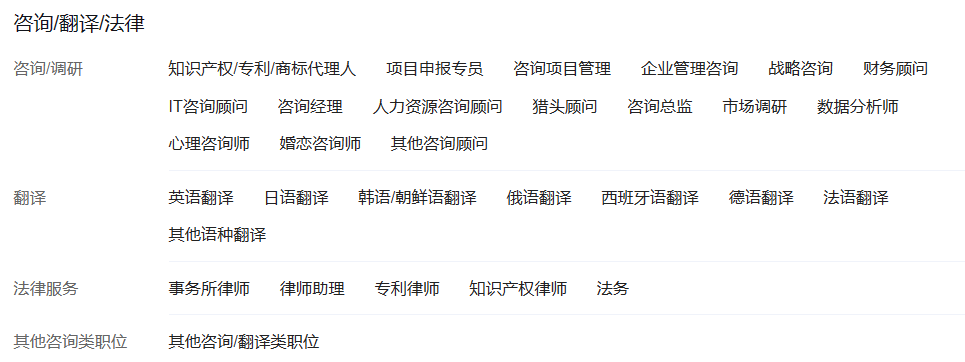 咨询/翻译/法律
咨询/调研 知识产权/专利/商标代理人 项目申报专员 咨询项目管理 企业管理咨询 战略咨询 财务顾问
IT咨询顾问 咨询经理 人力资源咨询顾问 猎头顾问 咨询总监 市场调研 数据分析师
心理咨询师 婚恋咨询师 其他咨询顾问
翻译 英语翻译 日语翻译 韩语/朝鲜语翻译 俄语翻译 西班牙语翻译 德语翻译 法语翻译
其他语种翻译
法律服务 事务所律师 律师助理 专利律师 知识产权律师 法务
其他咨询类职位 其他咨询/翻译类职位